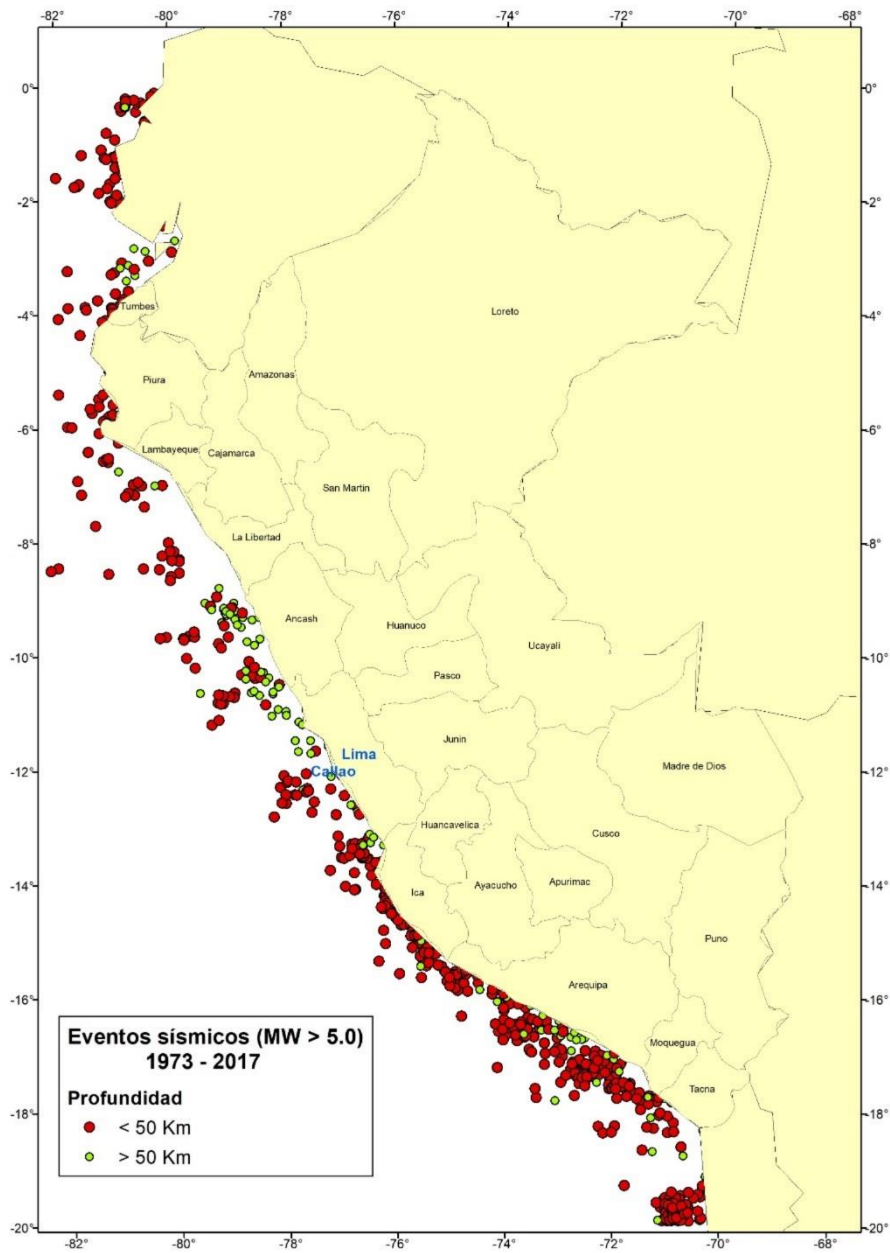 -82° -80° -78° -76° -74° -72° -70° -68°
0°
-2°
-4°
-6°
-8°
-10°
-12°
-14°
-16°
-18°
-20°
Tumbes
Loreto
Piura
Amazonas
Lambayeque
Cajamarca
San Martin
La Libertad
Ancash
Huanuco
Ucayali
Pasco
Junin
Lima
Callao
Madre de Dios
Huancavelica
Cusco
Ica
Ayacucho
Apurimac
Puno
Arequipa
Moquegua
Tacna
Eventos sísmicos (MW > 5.0)
1973 - 2017
Profundidad
< 50 Km
> 50 Km
0°
-2°
-4°
-6°
-8°
-10°
-12°
-14°
-16°
-18°
-20°
-82° -80° -78° -76° -74° -72° -70° -68°